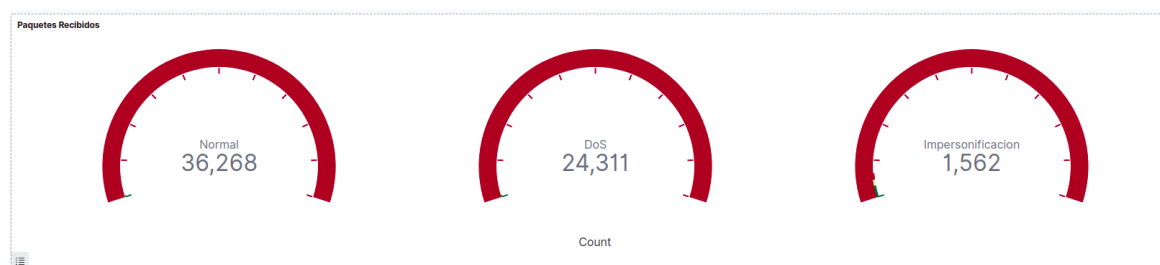 Paquetes Recibidos
Normal
36,268
DoS
24,311
Impersonificacion
1,562
Count